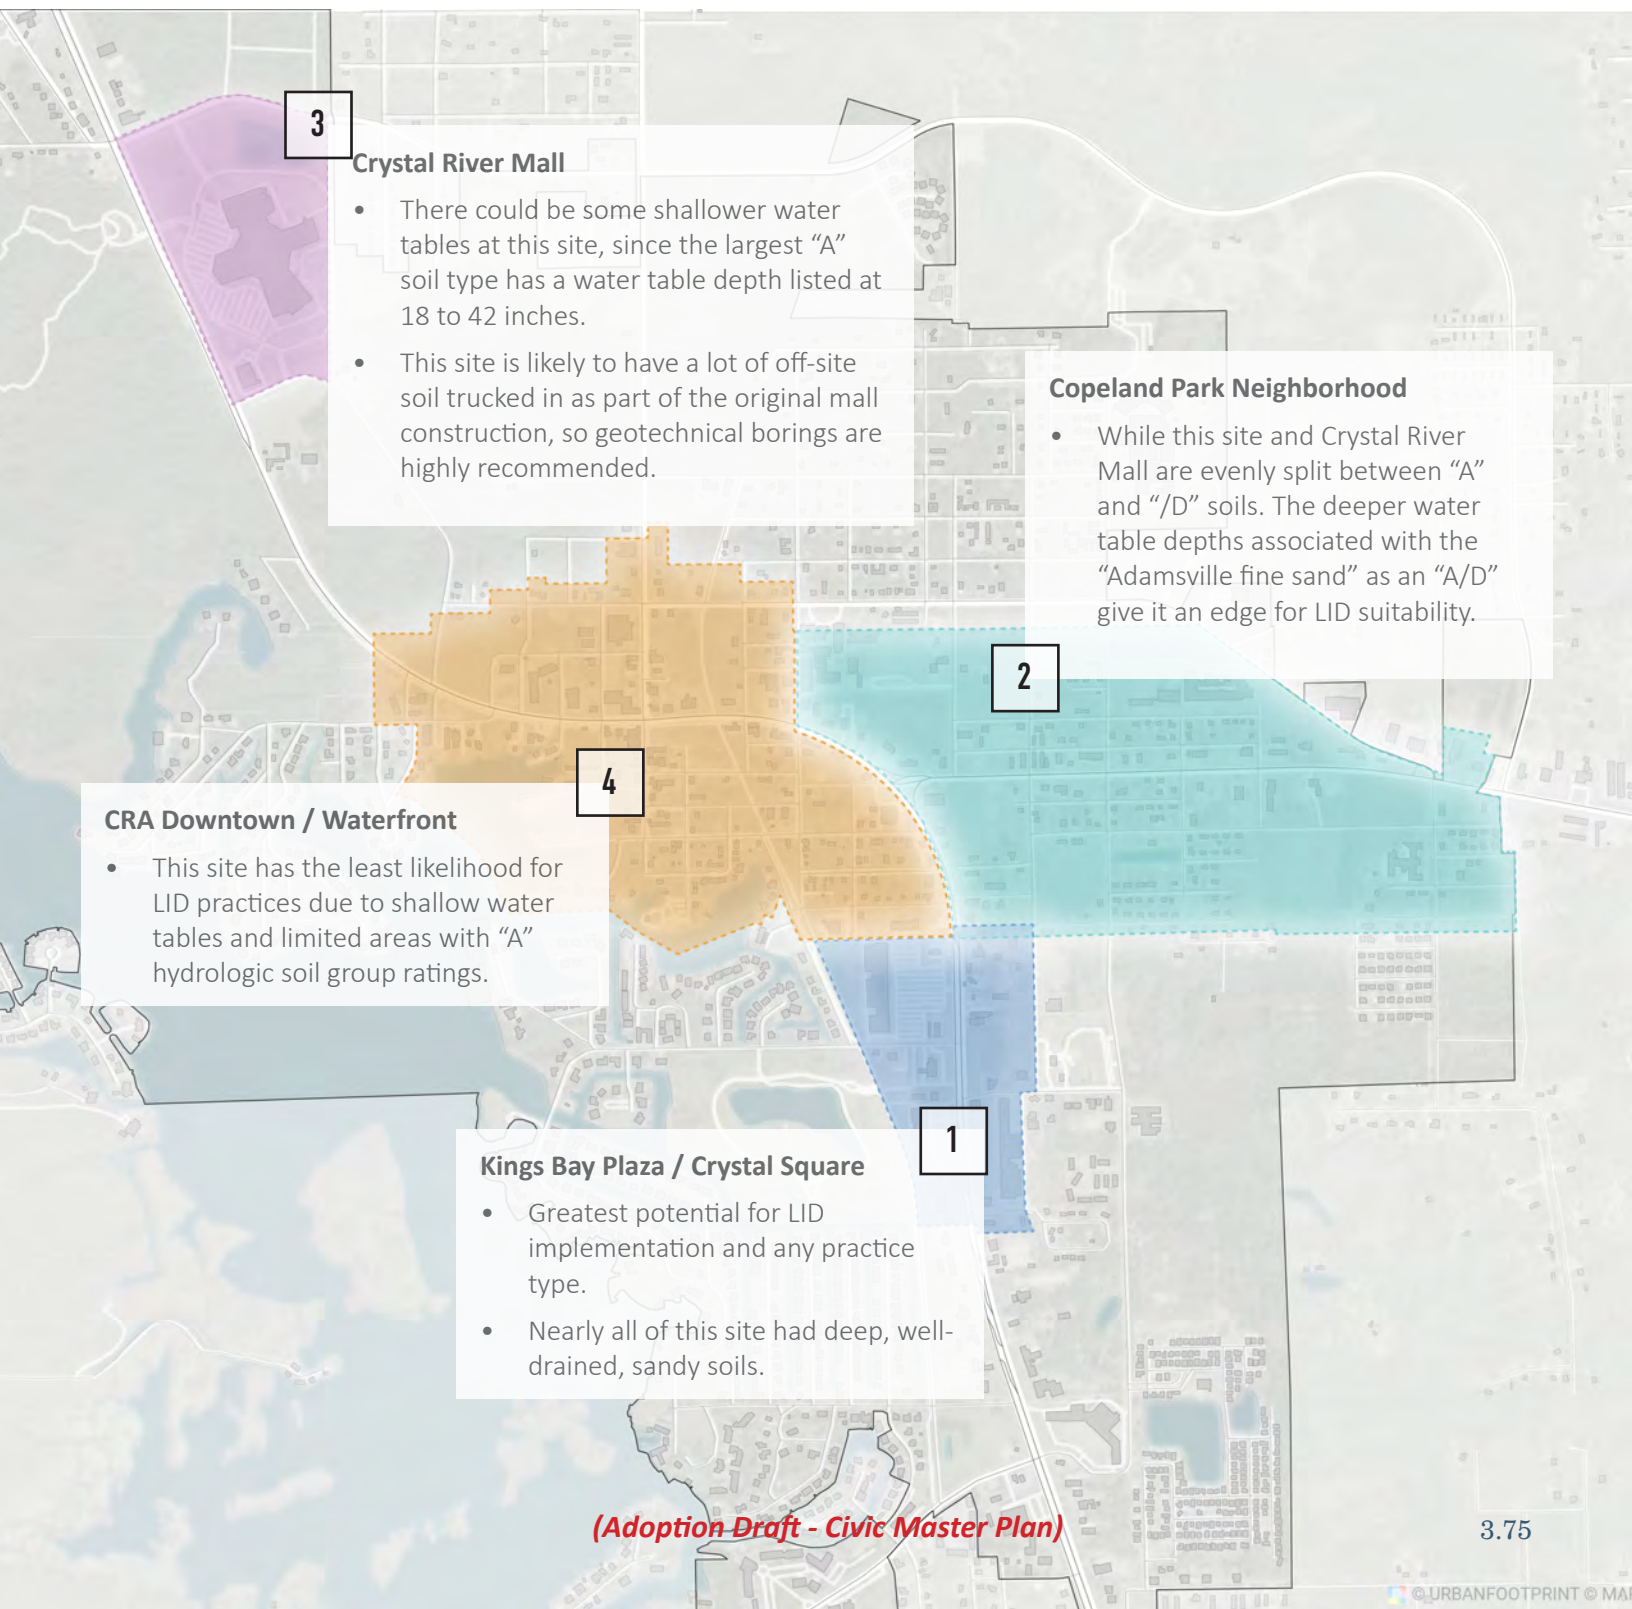 3
Crystal River Mall
• There could be some shallower water
tables at this site, since the largest “A”
soil type has a water table depth listed at
18 to 42 inches.
• This site is likely to have a lot of off-site
soil trucked in as part of the original mall
construction, so geotechnical borings are
highly recommended.
Copeland Park Neighborhood
• While this site and Crystal River
Mall are evenly split between “A”
and “/D” soils. The deeper water
table depths associated with the
“Adamsville fine sand” as an “A/D”
give it an edge for LID suitability.
2
4
CRA Downtown / Waterfront
• This site has the least likelihood for
LID practices due to shallow water
tables and limited areas with “A”
hydrologic soil group ratings.
1
Kings Bay Plaza / Crystal Square
• Greatest potential for LID
implementation and any practice
type.
• Nearly all of this site had deep, well-
drained, sandy soils.
(Adoption Draft - Civic Master Plan)
3.75
© URBANFOOTPRINT © MAP